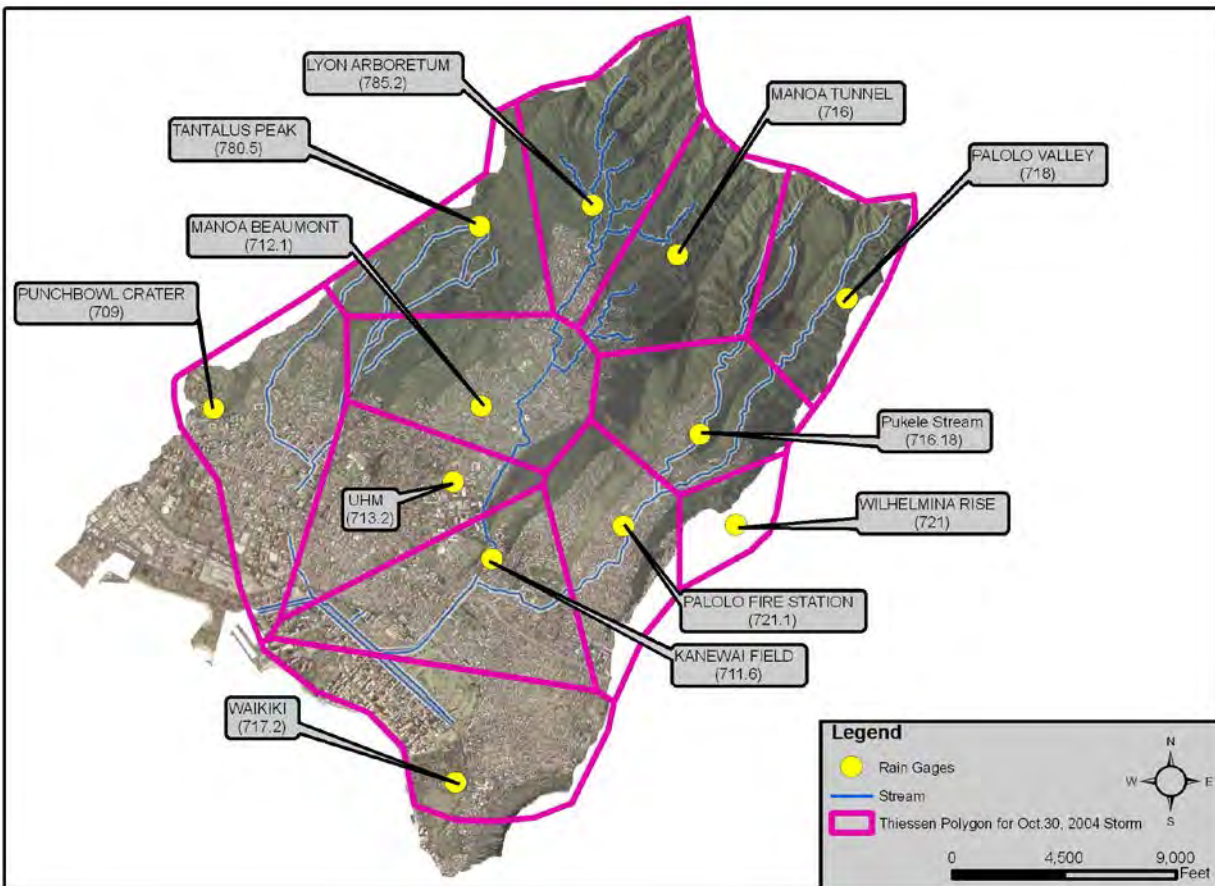 LYON ARBORETUM
(785.2)
MANOA TUNNEL
(716)
TANTALUS PEAK
(780.5)
PALOLO VALLEY
(718)
MANOA BEAUMONT
(712.1)
PUNCHBOWL CRATER
(709)
Pukele Stream
(716.18)
UHM
(713.2)
WILHELMINA RISE
(721)
PALOLO FIRE STATION
(721.1)
KANEWAI FIELD
(711.6)
WAIKIKI
(717.2)
Legend
Rain Gages
Stream
Thiessen Polygon for Oct.30, 2004 Storm
N
W E
S
0 4,500 9,000
Feet